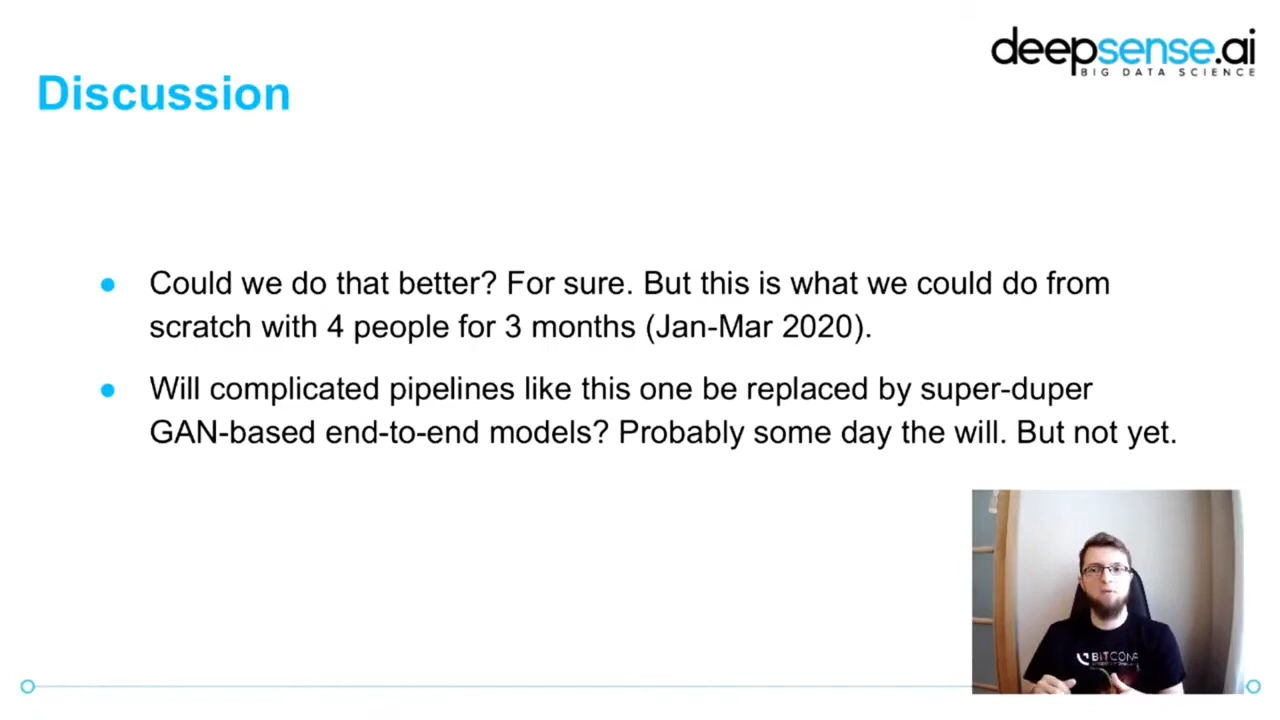 deepsense.ai
BIG DATA SCIENCE
Discussion
Could we do that better? For sure. But this is what we could do from
scratch with 4 people for 3 months (Jan-Mar 2020).
Will complicated pipelines like this one be replaced by super-duper
GAN-based end-to-end models? Probably some day the will. But not yet.